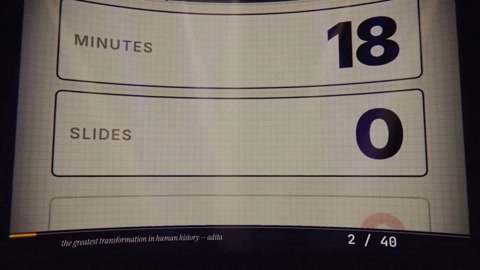 MINUTES 18
SLIDES 0
the greatest transformation in human history – adita
2 / 40